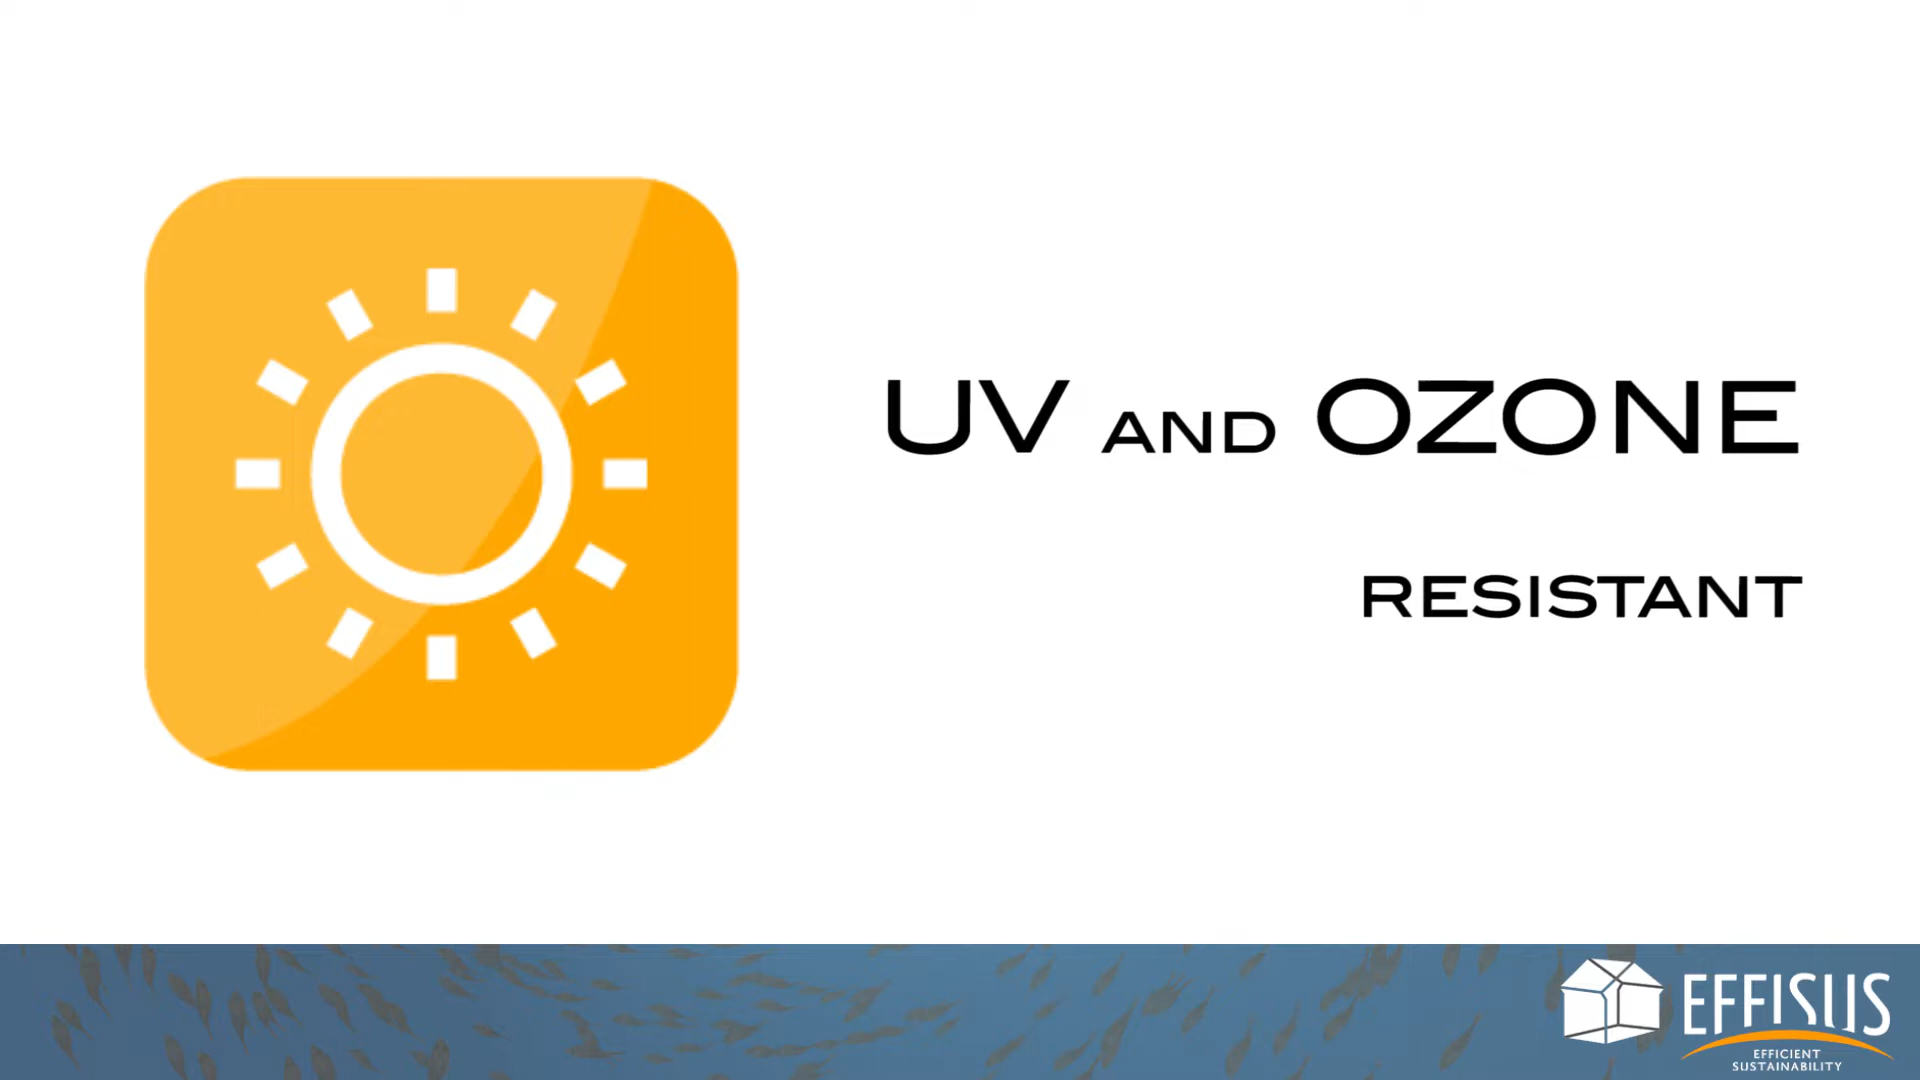 UV AND OZONE
RESISTANT
EFFISUS
EFFICIENT
SUSTAINABILITY